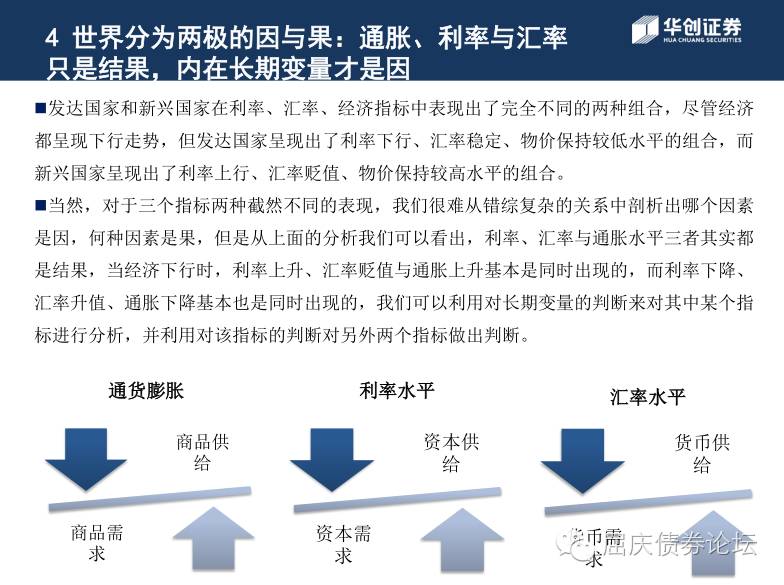 4 世界分为两极的因与果：通胀、利率与汇率
只是结果，内在长期变量才是因
华创证券
HUA CHUANG SECURITIES
■发达国家和新兴国家在利率、汇率、经济指标中表现出了完全不同的两种组合，尽管经济
都呈现下行走势，但发达国家呈现出了利率下行、汇率稳定、物价保持较低水平的组合，而
新兴国家呈现出了利率上行、汇率贬值、物价保持较高水平的组合。
■当然，对于三个指标两种截然不同的表现，我们很难从错综复杂的关系中剖析出哪个因素
是因，何种因素是果，但是从上面的分析我们可以看出，利率、汇率与通胀水平三者其实都
是结果，当经济下行时，利率上升、汇率贬值与通胀上升基本是同时出现的，而利率下降、
汇率升值、通胀下降基本也是同时出现的，我们可以利用对长期变量的判断来对其中某个指
标进行分析，并利用对该指标的判断对另外两个指标做出判断。
通货膨胀
商品供
给
商品需
求
利率水平
资本供
给
资本需
求
汇率水平
货币供
给
货币需
求
屈庆债券论坛